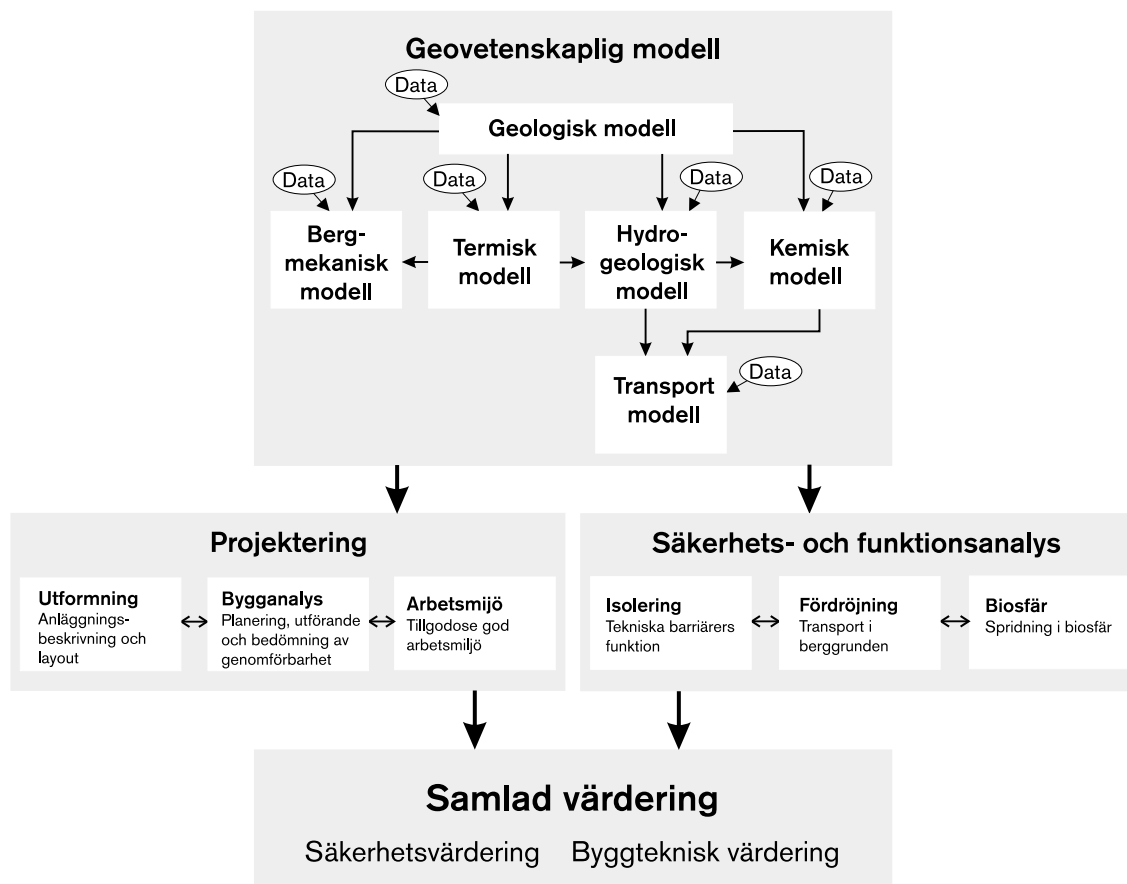 Geovetenskaplig modell
Data
Geologisk modell
Data
Data
Data
Data
Berg-
mekanisk
modell
Termisk
modell
Hydro-
geologisk
modell
Kemisk
modell
Transport
modell
Data
Projektering
Utformning
Anläggnings-
beskrivning och
layout
Bygganalys
Planering, utförande
och bedömning av
genomförbarhet
Arbetsmijö
Tillgodose god
arbetsmiljö
Säkerhets- och funktionsanalys
Isolering
Tekniska barriärers
funktion
Fördröjning
Transport i
berggrunden
Biosfär
Spridning i biosfär
Samlad värdering
Säkerhetsvärdering Byggteknisk värdering